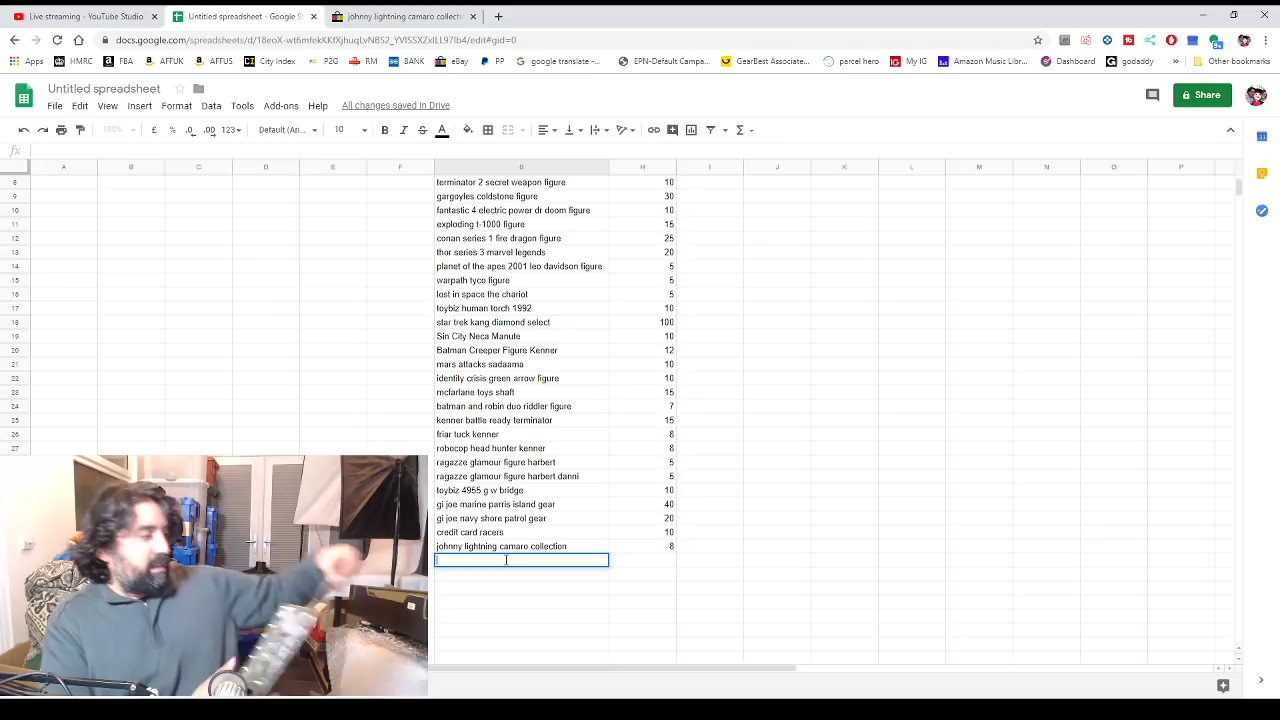 Live streaming - YouTube Studio
Untitled spreadsheet - Google S
johnny lightning camaro collecti
Apps
HMRC
FBA
AFFUK
AFFUS
City Index
P2G
RM
BANK
eBay
PP
google translate -...
EPN-Default Campa...
GearBest Associate...
parcel hero
My IG
Amazon Music Libr...
Dashboard
godaddy
Other bookmarks
Untitled spreadsheet
Share
File Edit View Insert Format Data Tools Add-ons Help All changes saved in Drive
100% £ % .0 .00 123 Default (Ari... 10 B I S A
fx
A B C D E F G H I J K L M N O P
8 terminator 2 secret weapon figure 10
9 gargoyles coldstone figure 30
10 fantastic 4 electric power dr doom figure 10
11 exploding t-1000 figure 15
12 conan series 1 fire dragon figure 25
13 thor series 3 marvel legends 20
14 planet of the apes 2001 leo davidson figure 5
15 warpath tyco figure 5
16 lost in space the chariot 5
17 toybiz human torch 1992 10
18 star trek kang diamond select 100
19 Sin City Neca Manute 10
20 Batman Creeper Figure Kenner 12
21 mars attacks sadaama 10
22 identity crisis green arrow figure 10
23 mcfarlane toys shaft 15
24 batman and robin duo riddler figure 7
25 kenner battle ready terminator 15
26 friar tuck kenner 8
27 robocop head hunter kenner 8
ragazze glamour figure harbert 5
ragazze glamour figure harbert danni 5
toybiz 4955 g w bridge 10
gi joe marine parris island gear 40
gi joe navy shore patrol gear 20
credit card racers 10
johnny lightning camaro collection 8